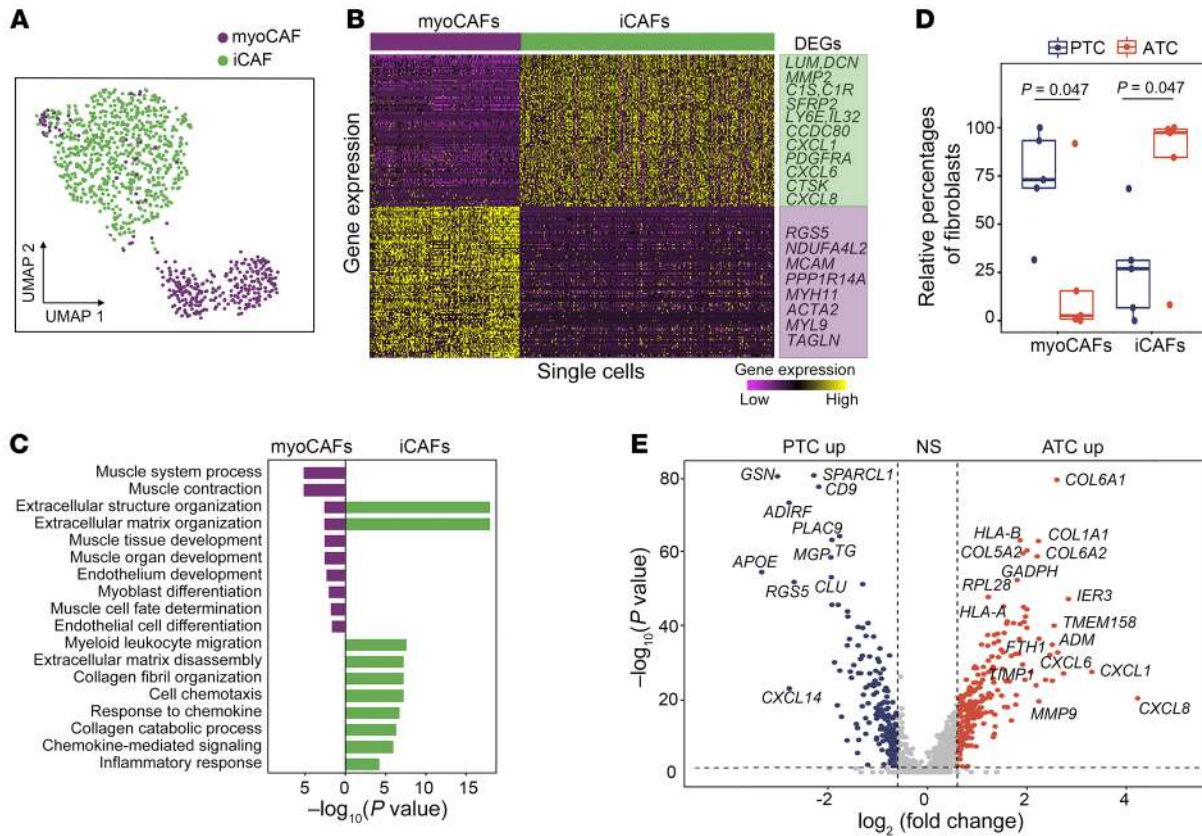 A
myoCAF
iCAF
UMAP 2
UMAP 1
B
myoCAFs iCAFs
DEGs
Gene expression
LUM,DCN
MMP2
C1S,C1R
SFRP2
LY6E,IL32
CCDC80
CXCL1
PDGFRA
CXCL6
CTSK
CXCL8
RGS5
NDUFA4L2
MCAM
PPP1R14A
MYH11
ACTA2
MYL9
TAGLN
Single cells
Gene expression
Low High
D
PTC ATC
P = 0.047 P = 0.047
Relative percentages
of fibroblasts
100
75
50
25
0
myoCAFs iCAFs
C
myoCAFs iCAFs
Muscle system process
Muscle contraction
Extracellular structure organization
Extracellular matrix organization
Muscle tissue development
Muscle organ development
Endothelium development
Myoblast differentiation
Muscle cell fate determination
Endothelial cell differentiation
Myeloid leukocyte migration
Extracellular matrix disassembly
Collagen fibril organization
Cell chemotaxis
Response to chemokine
Collagen catabolic process
Chemokine-mediated signaling
Inflammatory response
5 0 5 10 15
–log10(P value)
E
PTC up NS ATC up
–log10(P value)
80
60
40
20
0
GSN SPARCL1
CD9
ADIRF
PLAC9
MGP TG
APOE
RGS5 CLU
CXCL14
COL6A1
HLA-B COL1A1
COL5A2 COL6A2
GADPH
RPL28 IER3
HLA-A TMEM158
FTH1 ADM
CXCL6
TIMP1 CXCL1
MMP9 CXCL8
-2 0 2 4
log2 (fold change)